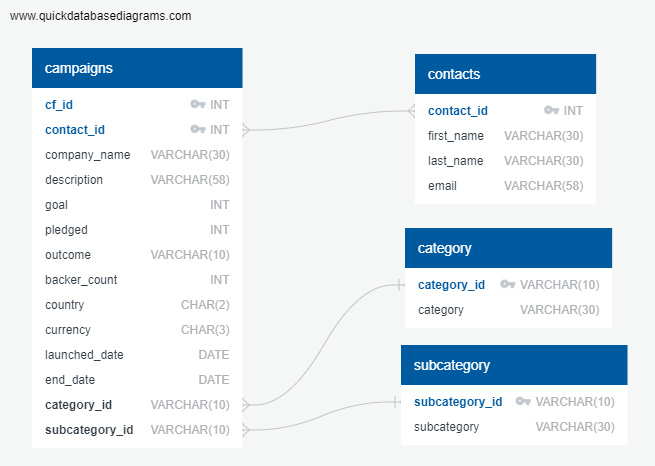 www.quickdatabasediagrams.com
campaigns
cf_id INT
contact_id INT
company_name VARCHAR(30)
description VARCHAR(58)
goal INT
pledged INT
outcome VARCHAR(10)
backer_count INT
country CHAR(2)
currency CHAR(3)
launched_date DATE
end_date DATE
category_id VARCHAR(10)
subcategory_id VARCHAR(10)
contacts
contact_id INT
first_name VARCHAR(30)
last_name VARCHAR(30)
email VARCHAR(58)
category
category_id VARCHAR(10)
category VARCHAR(30)
subcategory
subcategory_id VARCHAR(10)
subcategory VARCHAR(30)